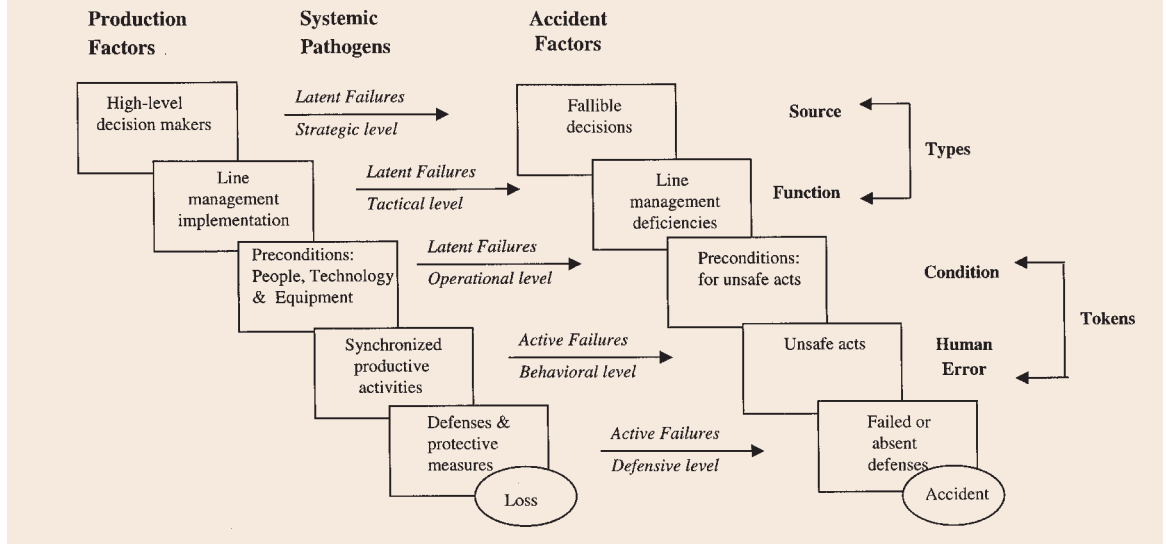 Production
Factors
Systemic
Pathogens
Accident
Factors
High-level
decision makers
Latent Failures
Strategic level
Fallible
decisions
Source
Types
Line
management
implementation
Latent Failures
Tactical level
Line
management
deficiencies
Function
Preconditions:
People, Technology
& Equipment
Latent Failures
Operational level
Preconditions:
for unsafe acts
Condition
Tokens
Synchronized
productive
activities
Active Failures
Behavioral level
Unsafe acts
Human
Error
Defenses &
protective
measures
Loss
Active Failures
Defensive level
Failed or
absent
defenses
Accident